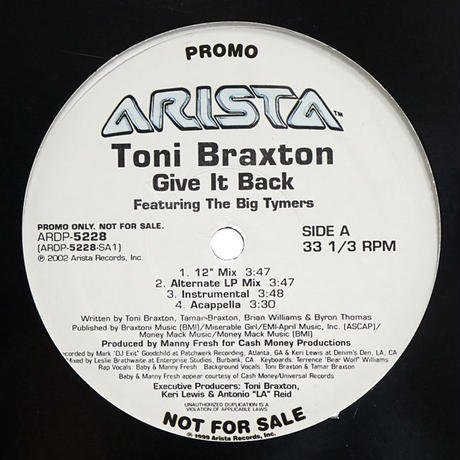 PROMO
ARISTA™
Toni Braxton
Give It Back
Featuring The Big Tymers
PROMO ONLY. NOT FOR SALE.
ARDP-5228
(ARDP-5228-SA1)
℗ 2002 Arista Records, Inc.
SIDE A
33 1/3 RPM
1. 12" Mix 3:47
2. Alternate LP Mix 3:47
3. Instrumental 3:48
4. Acappella 3:30
Written by Toni Braxton, Tamar Braxton, Brian Williams & Byron Thomas
Published by Braxtoni Music (BMI)/Miserable Girl/EMI-April Music, Inc. (ASCAP)/
Money Mack Music/Money Mack Music (BMI)
Produced by Manny Fresh for Cash Money Productions
Recorded by Mark "DJ Exit" Goodchild at Patchwerk Recording, Atlanta, GA & Keri Lewis at Denim's Den, LA, CA
Mixed by Leslie Brathwaite at Enterprise Studios, Burbank, CA Keyboards: Terrence "Bear Wolf" Williams
Rap Vocals: Baby & Manny Fresh Background Vocals: Toni Braxton & Tamar Braxton
Baby & Manny Fresh appear courtesy of Cash Money/Universal Records
Executive Producers: Toni Braxton,
Keri Lewis & Antonio "LA" Reid
UNAUTHORIZED DUPLICATION IS A
VIOLATION OF APPLICABLE LAWS
NOT FOR SALE
℗ 1999 Arista Records, Inc.